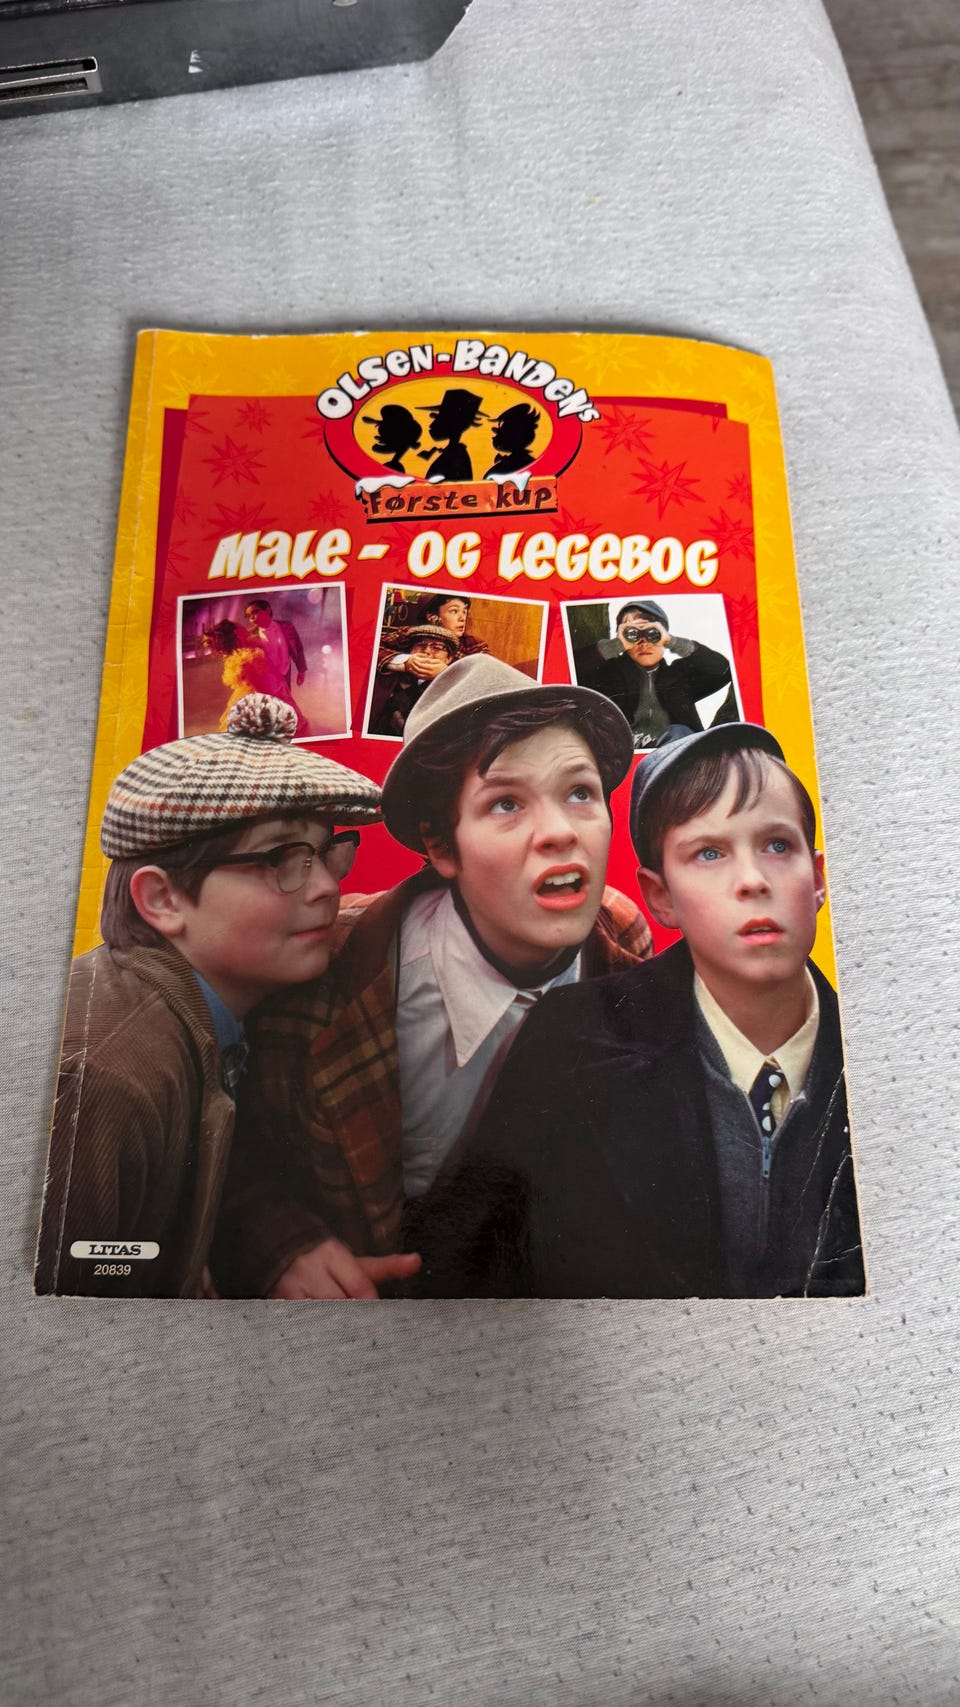 OLSEN-BANDENS
Første kup
MALE- OG LEGEBOG
LITAS
20839